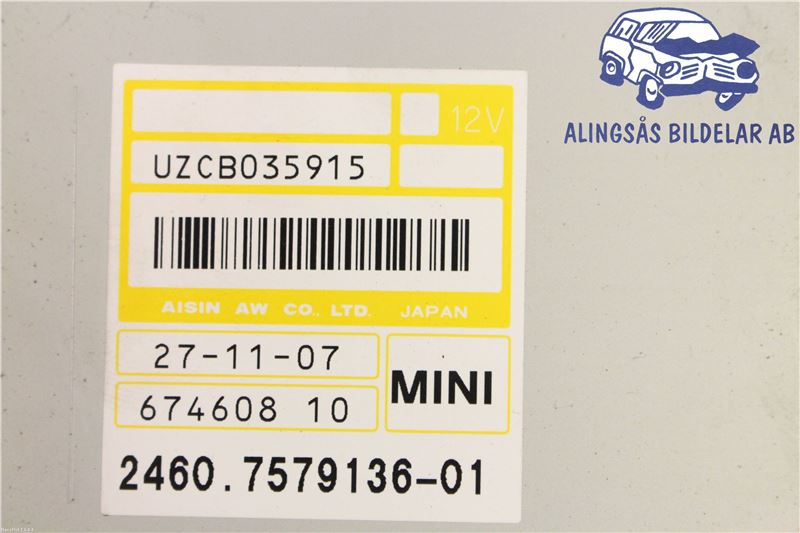 ALINGSÅS BILDELAR AB
12V
UZCB035915
AISIN AW CO., LTD. JAPAN
27-11-07
MINI
674608 10
2460.7579136-01